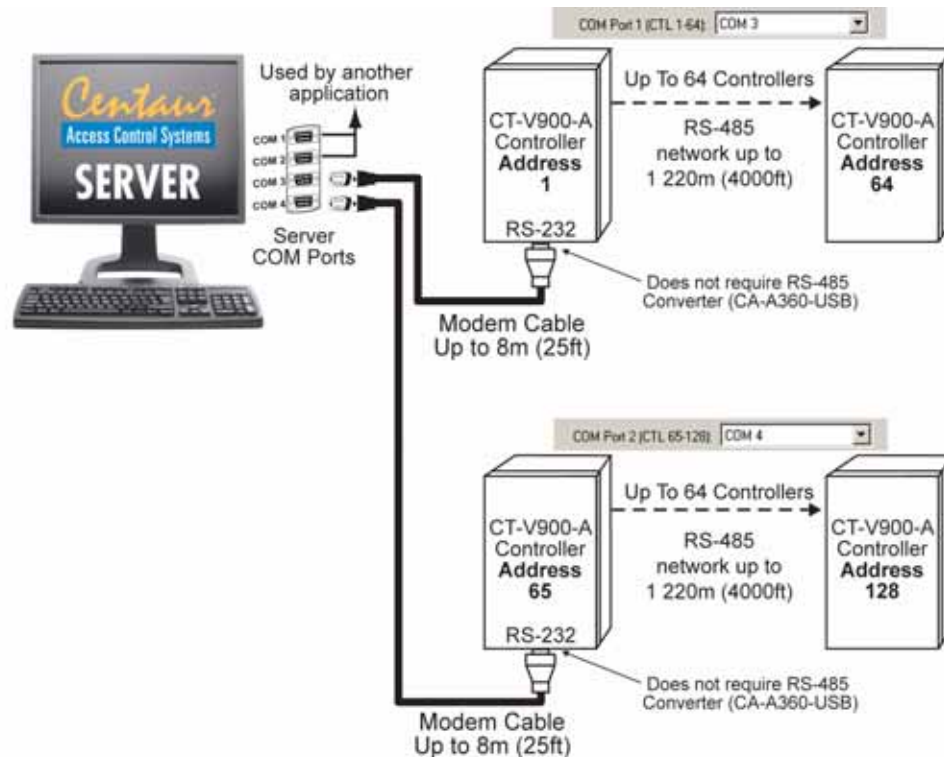 COM Port 1 (CTL 1-64): COM 3
Centaur
Access Control Systems
SERVER
Used by another
application
COM 1
COM 2
COM 3
COM 4
Server
COM Ports
CT-V900-A
Controller
Address
1
RS-232
Up To 64 Controllers
RS-485
network up to
1 220m (4000ft)
CT-V900-A
Controller
Address
64
Does not require RS-485
Converter (CA-A360-USB)
Modem Cable
Up to 8m (25ft)
COM Port 2 (CTL 65-128): COM 4
CT-V900-A
Controller
Address
65
RS-232
Up To 64 Controllers
RS-485
network up to
1 220m (4000ft)
CT-V900-A
Controller
Address
128
Does not require RS-485
Converter (CA-A360-USB)
Modem Cable
Up to 8m (25ft)